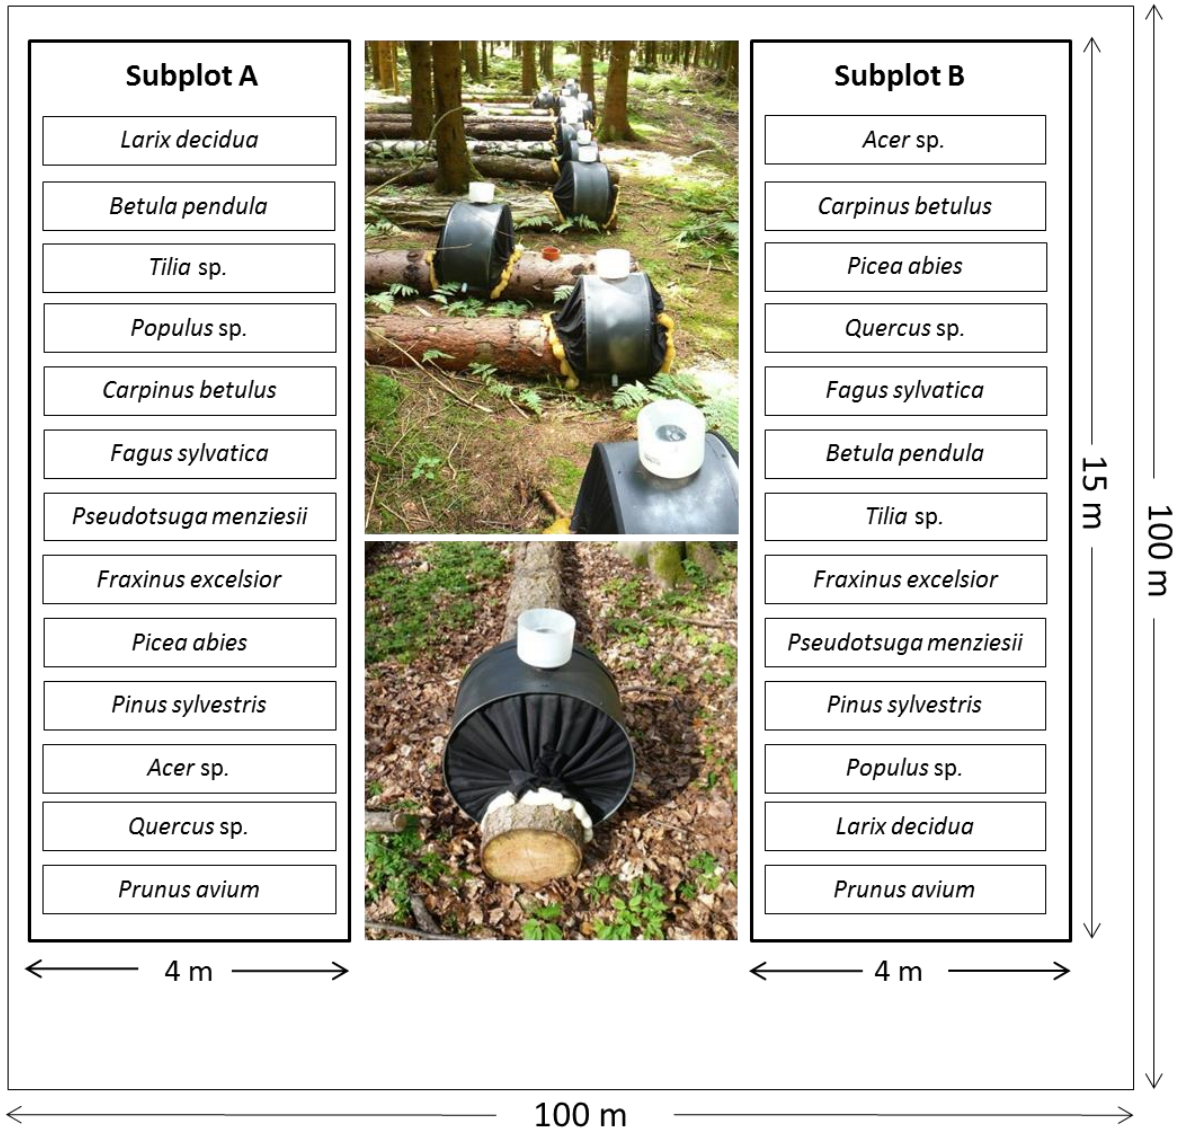 Subplot A
Larix decidua
Betula pendula
Tilia sp.
Populus sp.
Carpinus betulus
Fagus sylvatica
Pseudotsuga menziesii
Fraxinus excelsior
Picea abies
Pinus sylvestris
Acer sp.
Quercus sp.
Prunus avium
4 m
Subplot B
Acer sp.
Carpinus betulus
Picea abies
Quercus sp.
Fagus sylvatica
Betula pendula
Tilia sp.
Fraxinus excelsior
Pseudotsuga menziesii
Pinus sylvestris
Populus sp.
Larix decidua
Prunus avium
4 m
15 m
100 m
100 m